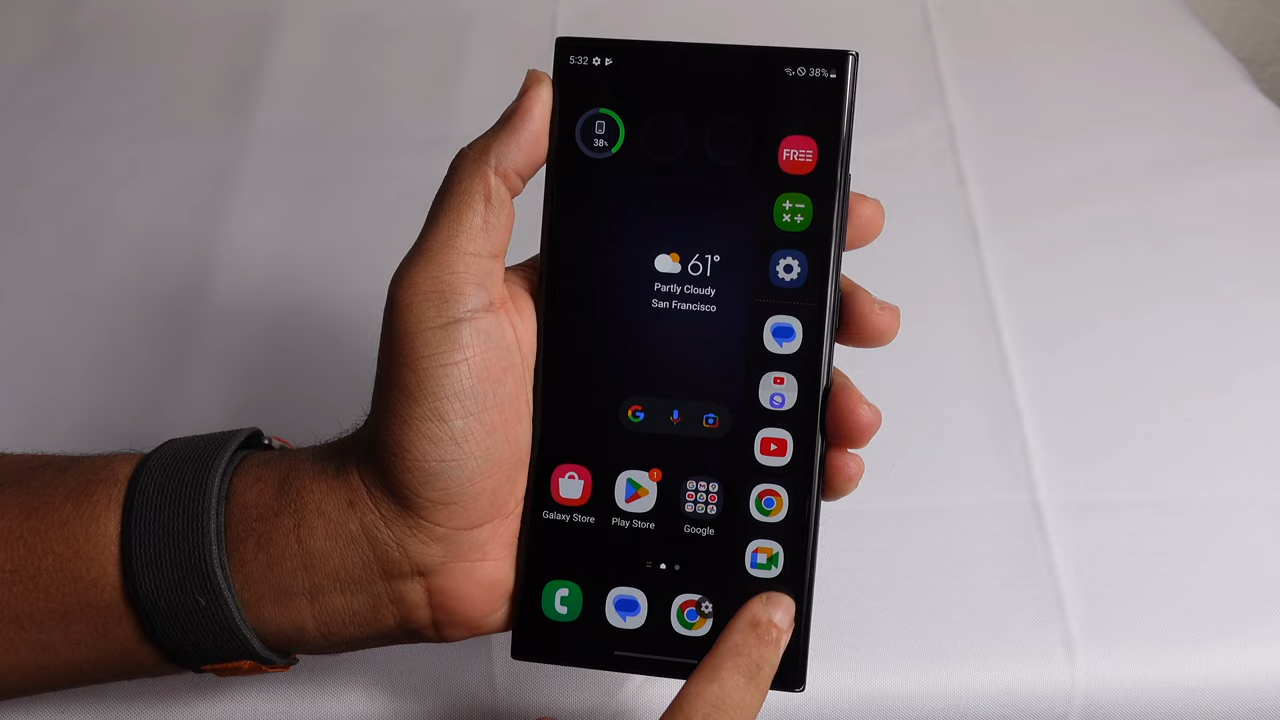 5:32
38%
38%
FREE
61°
Partly Cloudy
San Francisco
1
Galaxy Store
Play Store
Google